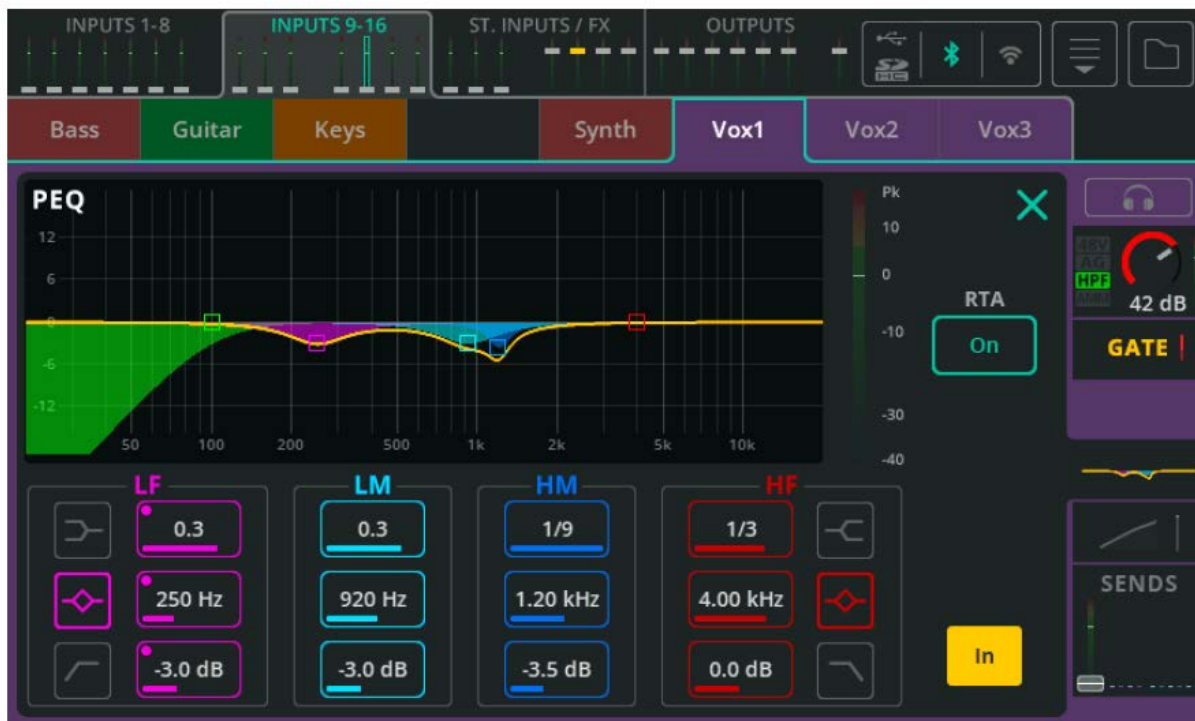 INPUTS 1-8 INPUTS 9-16 ST. INPUTS / FX OUTPUTS
Bass Guitar Keys Synth Vox1 Vox2 Vox3
PEQ
12
6
0
-6
-12
50 100 200 500 1k 2k 5k 10k
Pk
10
0
-10
-30
-40
RTA
On
48V
AG
HPF
42 dB
GATE
LF LM HM HF
0.3 0.3 1/9 1/3
250 Hz 920 Hz 1.20 kHz 4.00 kHz
-3.0 dB -3.0 dB -3.5 dB 0.0 dB
In
SENDS